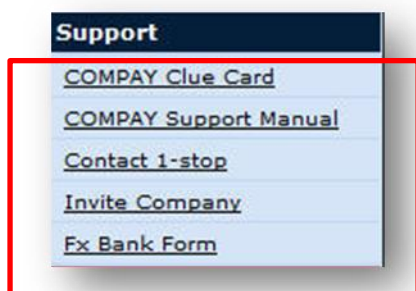 Support
COMPAY Clue Card
COMPAY Support Manual
Contact 1-stop
Invite Company
Fx Bank Form